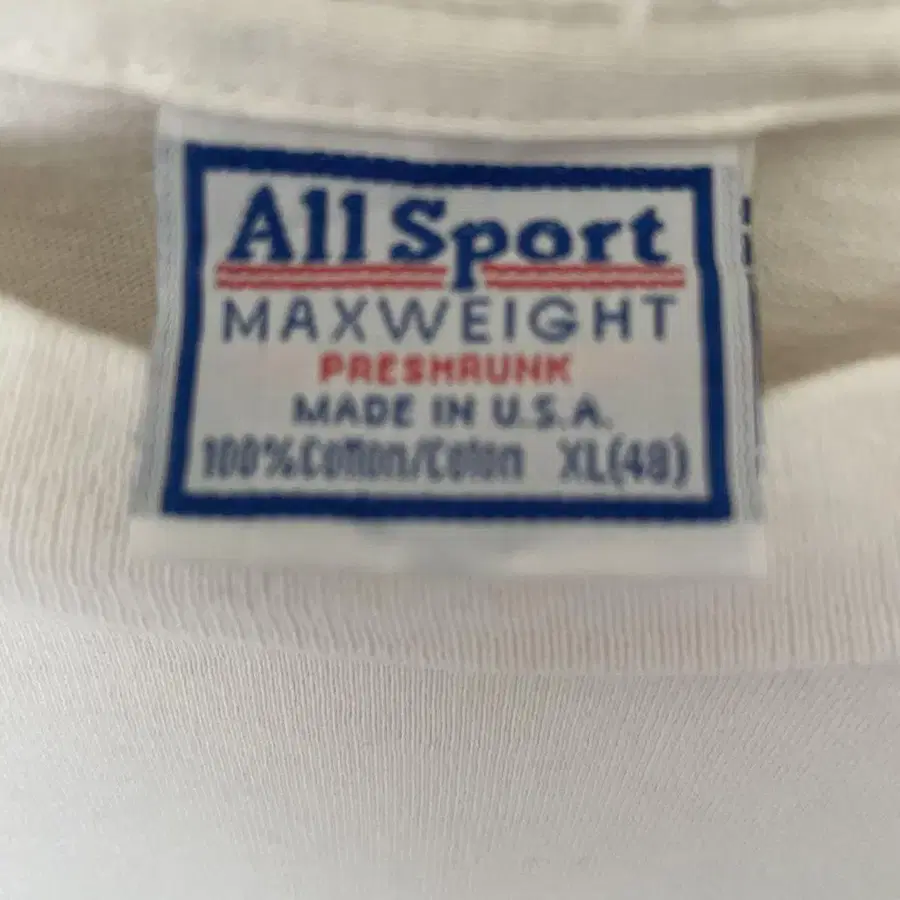 All Sport
MAXWEIGHT
PRESHRUNK
MADE IN U.S.A.
100% Cotton/Coton XL(48)